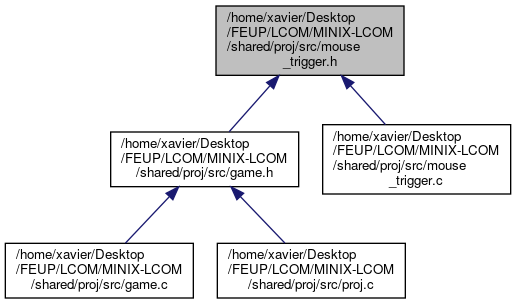 /home/xavier/Desktop
/FEUP/LCOM/MINIX-LCOM
/shared/proj/src/mouse
_trigger.h
/home/xavier/Desktop
/FEUP/LCOM/MINIX-LCOM
/shared/proj/src/game.h
/home/xavier/Desktop
/FEUP/LCOM/MINIX-LCOM
/shared/proj/src/mouse
_trigger.c
/home/xavier/Desktop
/FEUP/LCOM/MINIX-LCOM
/shared/proj/src/game.c
/home/xavier/Desktop
/FEUP/LCOM/MINIX-LCOM
/shared/proj/src/proj.c